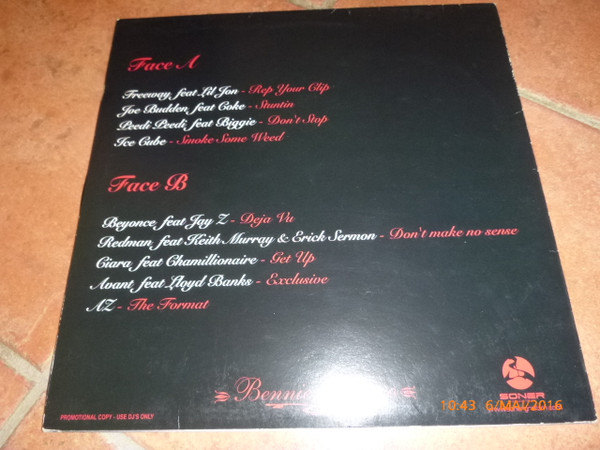 Face A
Freeway, feat Lil Jon - Rep Your Clip
Joe Budden, feat Coke - Stuntin
Peedi Peedi, feat Biggie - Don't Stop
Ice Cube - Smoke Some Weed
Face B
Beyonce, feat Jay Z - Deja Vu
Redman, feat Keith Murray & Erick Sermon - Don't make no sense
Ciara, feat Chamillionaire - Get Up
Avant, feat Lloyd Banks - Exclusive
AZ - The Format
SONER
10:43 6/MAI/2016
PROMOTIONAL COPY - USE DJ'S ONLY